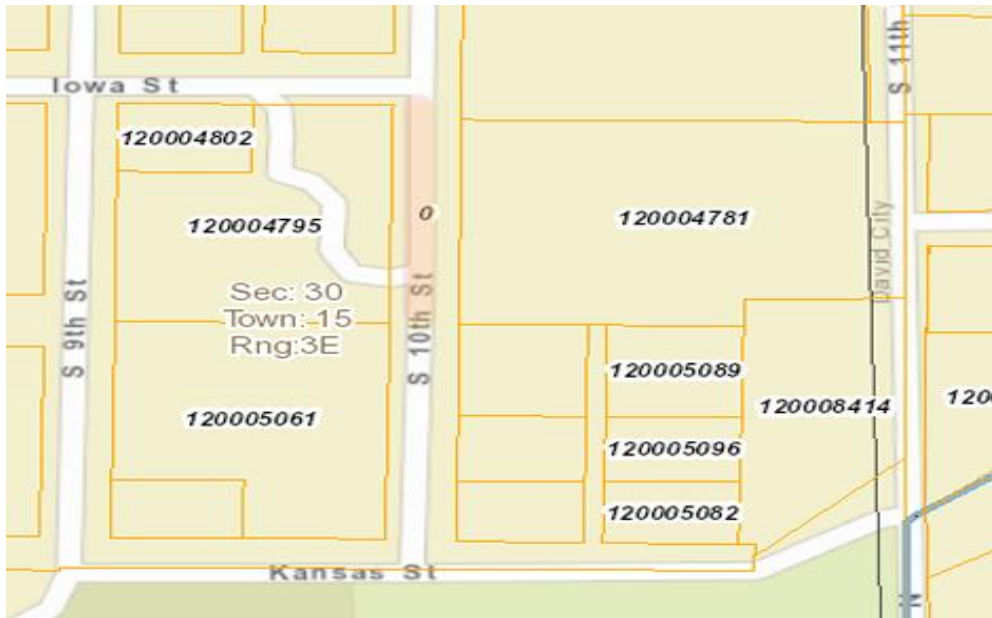 S 11th
Iowa St
120004802
0
120004795
120004781
David City
Sec: 30
Town: 15
Rng:3E
S 9th St
S 10th St
120005089
120008414
120005061
120005096
120005082
Kansas St
N